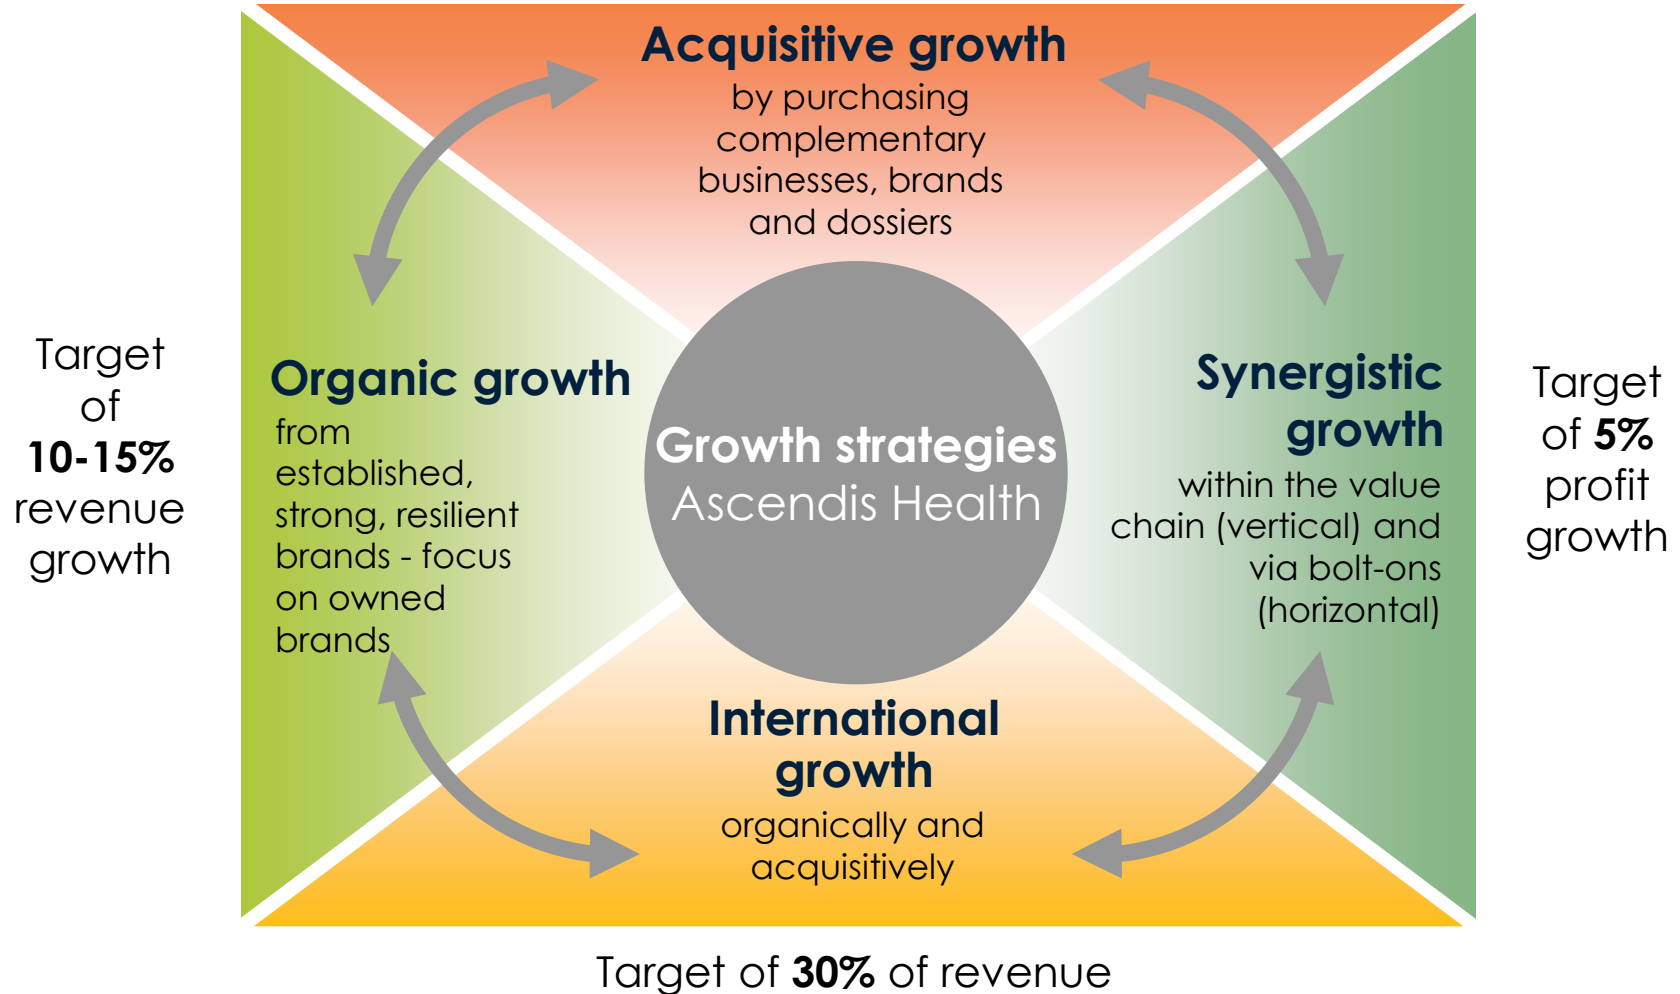 Acquisitive growth
by purchasing
complementary
businesses, brands
and dossiers
Target
of
10-15%
revenue
growth
Organic growth
from
established,
strong, resilient
brands - focus
on owned
brands
Growth strategies
Ascendis Health
Synergistic
growth
within the value
chain (vertical) and
via bolt-ons
(horizontal)
Target
of 5%
profit
growth
International
growth
organically and
acquisitively
Target of 30% of revenue